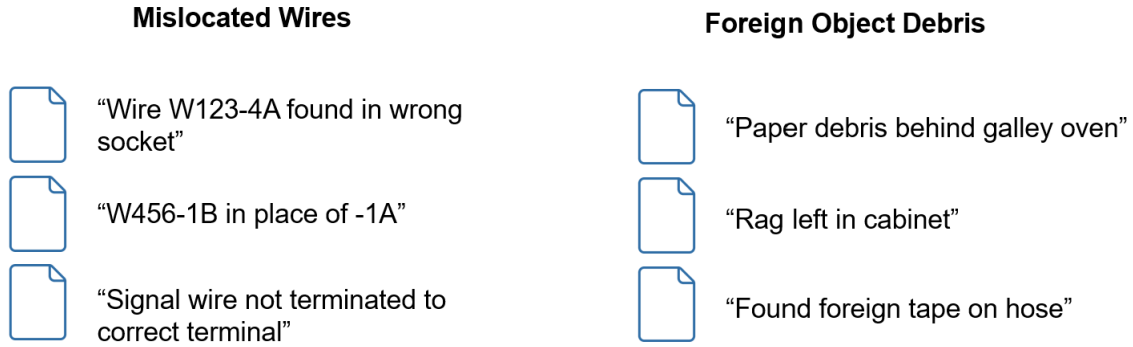 Mislocated Wires
“Wire W123-4A found in wrong
socket”
“W456-1B in place of -1A”
“Signal wire not terminated to
correct terminal”
Foreign Object Debris
“Paper debris behind galley oven”
“Rag left in cabinet”
“Found foreign tape on hose”